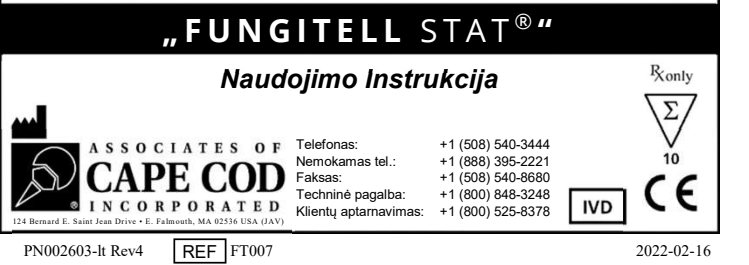 „FUNGITELL STAT®“
Naudojimo Instrukcija
Rx only
Σ
10
ASSOCIATES OF
CAPE COD
INCORPORATED
124 Bernard E. Saint Jean Drive • E. Falmouth, MA 02536 USA (JAV)
Telefonas: +1 (508) 540-3444
Nemokamas tel.: +1 (888) 395-2221
Faksas: +1 (508) 540-8680
Techninė pagalba: +1 (800) 848-3248
Klientų aptarnavimas: +1 (800) 525-8378
IVD
CE
PN002603-lt Rev4 REF FT007 2022-02-16